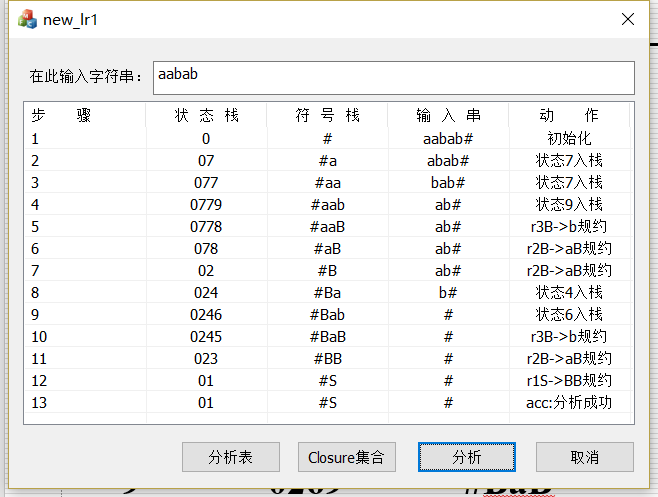 new_lr1
在此输入字符串： aabab
步 骤 状 态 栈 符 号 栈 输 入 串 动 作
1 0 # aabab# 初始化
2 07 #a abab# 状态7入栈
3 077 #aa bab# 状态7入栈
4 0779 #aab ab# 状态9入栈
5 0778 #aaB ab# r3B->b规约
6 078 #aB ab# r2B->aB规约
7 02 #B ab# r2B->aB规约
8 024 #Ba b# 状态4入栈
9 0246 #Bab # 状态6入栈
10 0245 #BaB # r3B->b规约
11 023 #BB # r2B->aB规约
12 01 #S # r1S->BB规约
13 01 #S # acc:分析成功
分析表 Closure集合 分析 取消